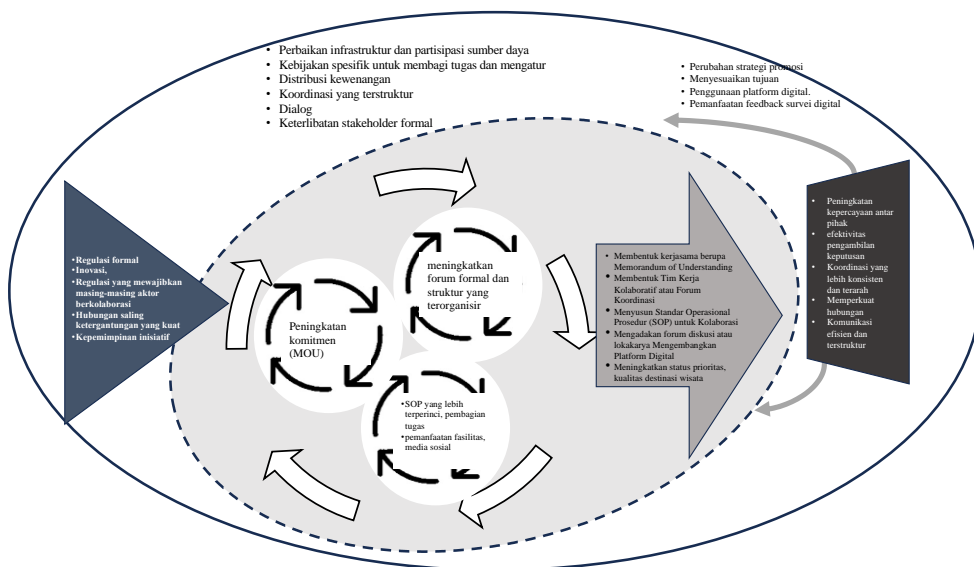 • Perbaikan infrastruktur dan partisipasi sumber daya
• Kebijakan spesifik untuk membagi tugas dan mengatur
• Distribusi kewenangan
• Koordinasi yang terstruktur
• Dialog
• Keterlibatan stakeholder formal
• Perubahan strategi promosi
• Menyesuaikan tujuan
• Penggunaan platform digital.
• Pemanfaatan feedback survei digital
• Regulasi formal
• Inovasi,
• Regulasi yang mewajibkan
masing-masing aktor
berkolaborasi
• Hubungan saling
ketergantungan yang kuat
• Kepemimpinan inisiatif
Peningkatan
komitmen
(MOU)
meningkatkan
forum formal dan
struktur yang
terorganisir
• SOP yang lebih
terperinci, pembagian
tugas
• pemanfaatan fasilitas,
media sosial
• Membentuk kerjasama berupa
Memorandum of Understanding
• Membentuk Tim Kerja
Kolaboratif atau Forum
Koordinasi
• Menyusun Standar Operasional
Prosedur (SOP) untuk Kolaborasi
• Mengadakan forum diskusi atau
lokakarya Mengembangkan
Platform Digital
• Meningkatkan status prioritas,
kualitas destinasi wisata
• Peningkatan
kepercayaan antar
pihak
• efektivitas
pengambilan
keputusan
• Koordinasi yang
lebih konsisten
dan terarah
• Memperkuat
hubungan
• Komunikasi
efisien dan
terstruktur